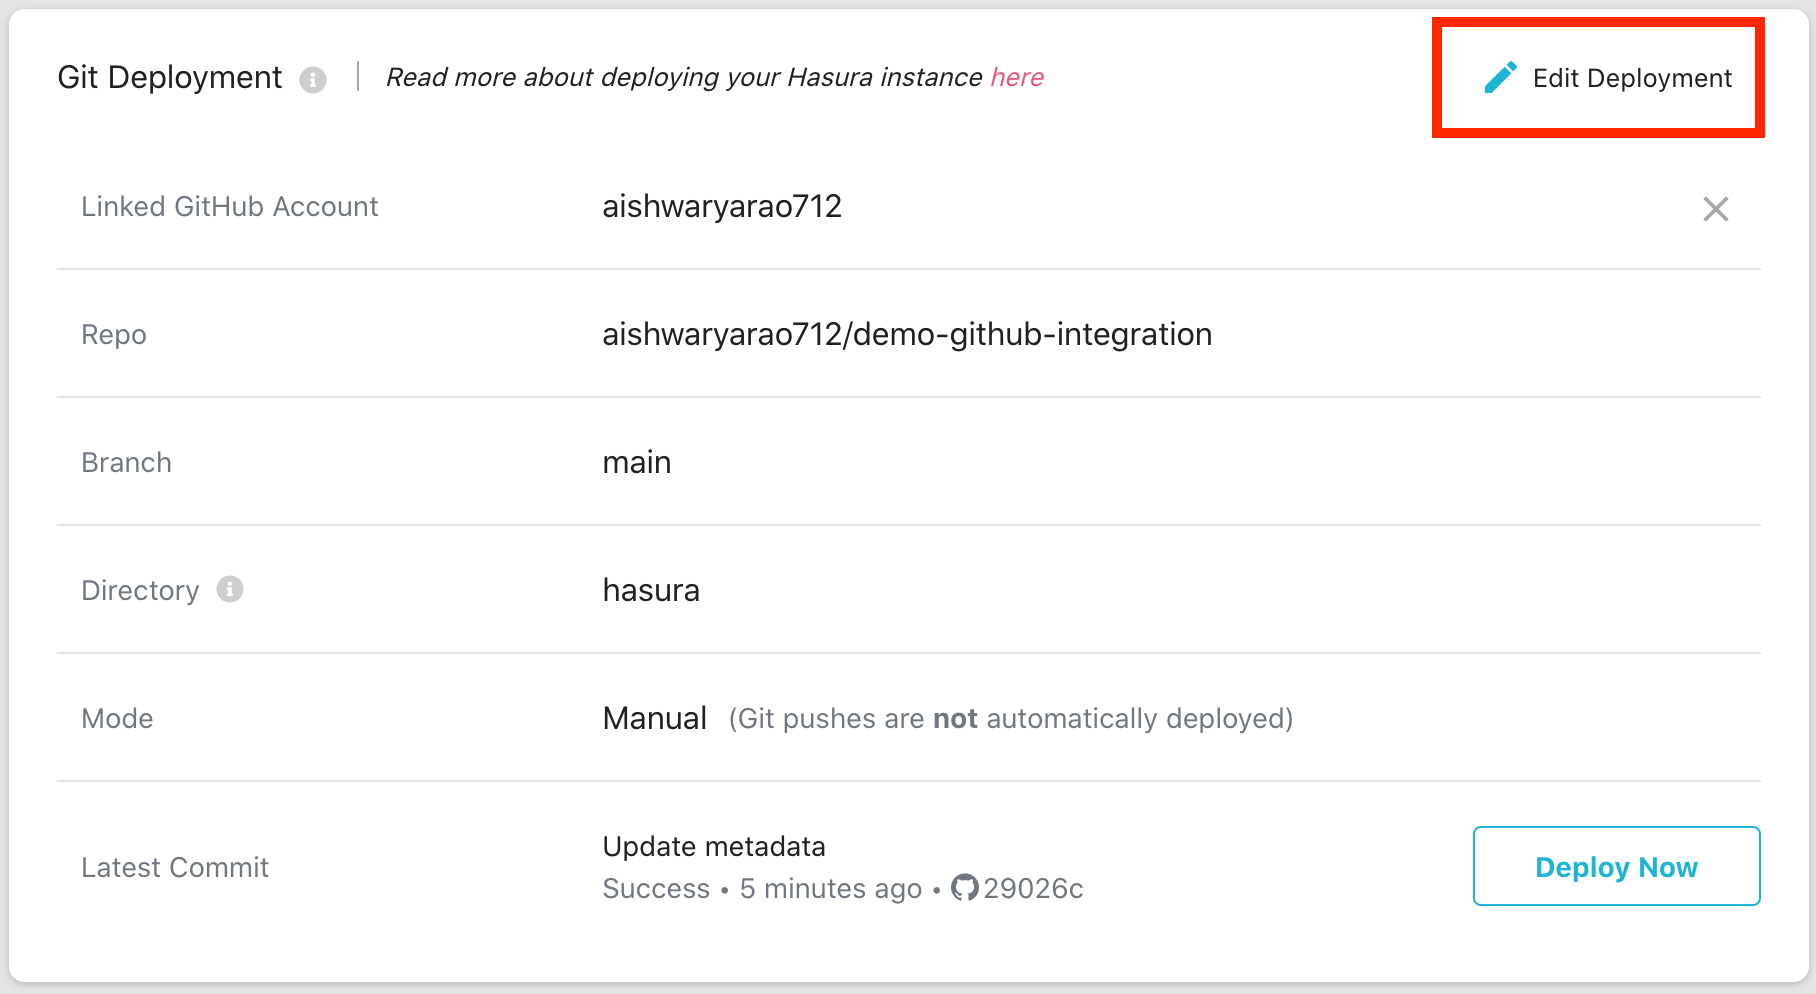 Git Deployment
Read more about deploying your Hasura instance here
Edit Deployment
Linked GitHub Account
aishwaryarao712
Repo
aishwaryarao712/demo-github-integration
Branch
main
Directory
hasura
Mode
Manual (Git pushes are not automatically deployed)
Latest Commit
Update metadata
Success • 5 minutes ago • 29026c
Deploy Now